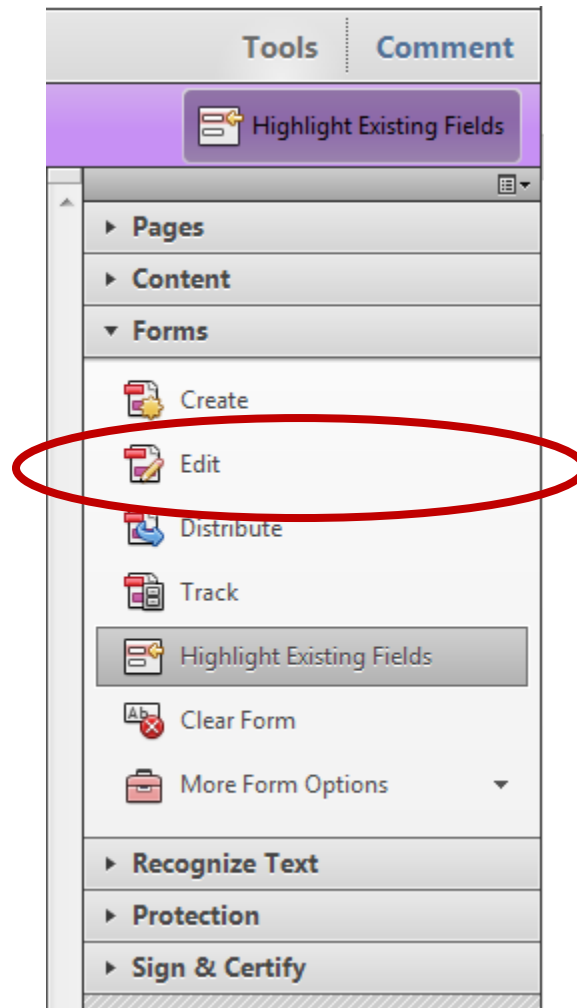 Tools Comment
Highlight Existing Fields
Pages
Content
Forms
Create
Edit
Distribute
Track
Highlight Existing Fields
Ab
Clear Form
More Form Options
Recognize Text
Protection
Sign & Certify